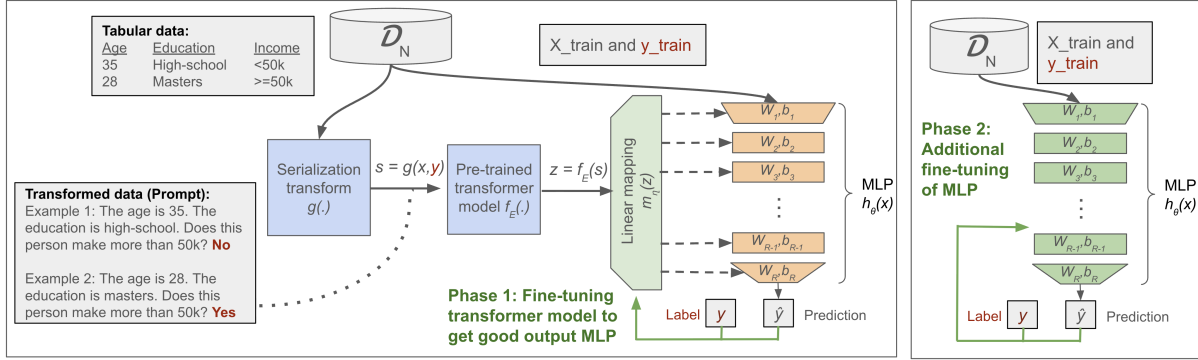 Tabular data:
Age Education Income
35 High-school <50k
28 Masters >=50k
𝒟_N
X_train and y_train
Serialization
transform
g(.)
s = g(x,y)
Pre-trained
transformer
model f_E(.)
z = f_E(s)
Linear mapping
m_η(z)
W_1,b_1
W_2,b_2
W_3,b_3
...
W_{R-1},b_{R-1}
W_R,b_R
MLP
h_θ(x)
Transformed data (Prompt):
Example 1: The age is 35. The
education is high-school. Does this
person make more than 50k? No
Example 2: The age is 28. The
education is masters. Does this
person make more than 50k? Yes
Phase 1: Fine-tuning
transformer model to
get good output MLP
Label y ŷ Prediction
𝒟_N
X_train and
y_train
Phase 2:
Additional
fine-tuning
of MLP
W_1,b_1
W_2,b_2
W_3,b_3
...
W_{R-1},b_{R-1}
W_R,b_R
MLP
h_θ(x)
Label y ŷ Prediction